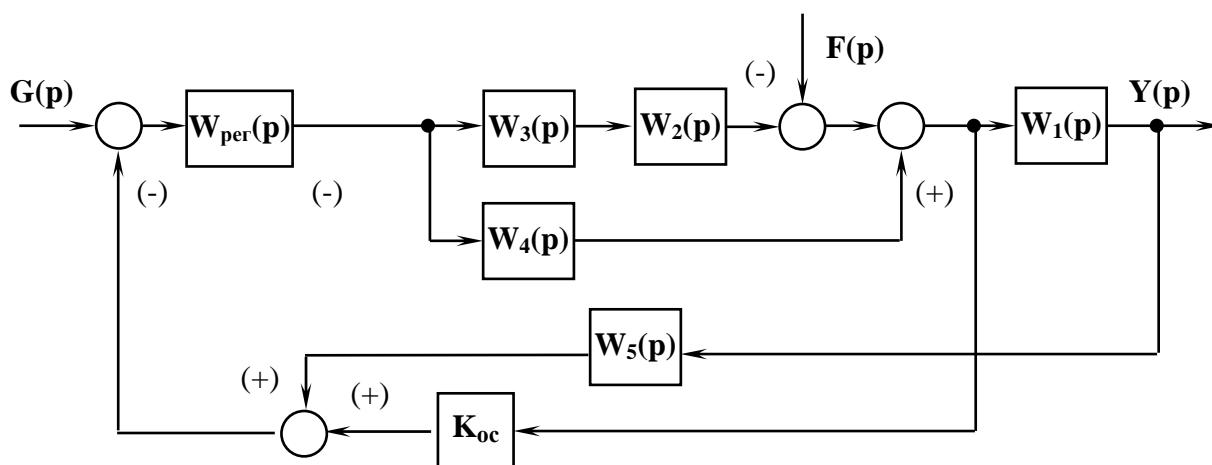 F(p)
(-)
G(p)
Y(p)
Wрег(p)
W3(p)
W2(p)
W1(p)
(-)
(-)
(+)
W4(p)
W5(p)
(+)
(+)
Kос